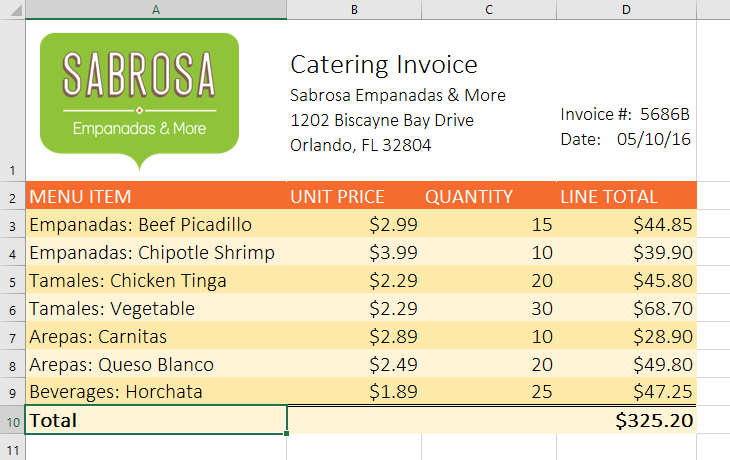 A B C D
SABROSA
Empanadas & More
Catering Invoice
Sabrosa Empanadas & More
1202 Biscayne Bay Drive
Orlando, FL 32804
Invoice #: 5686B
Date: 05/10/16
1
2 MENU ITEM UNIT PRICE QUANTITY LINE TOTAL
3 Empanadas: Beef Picadillo $2.99 15 $44.85
4 Empanadas: Chipotle Shrimp $3.99 10 $39.90
5 Tamales: Chicken Tinga $2.29 20 $45.80
6 Tamales: Vegetable $2.29 30 $68.70
7 Arepas: Carnitas $2.89 10 $28.90
8 Arepas: Queso Blanco $2.49 20 $49.80
9 Beverages: Horchata $1.89 25 $47.25
10 Total $325.20
11